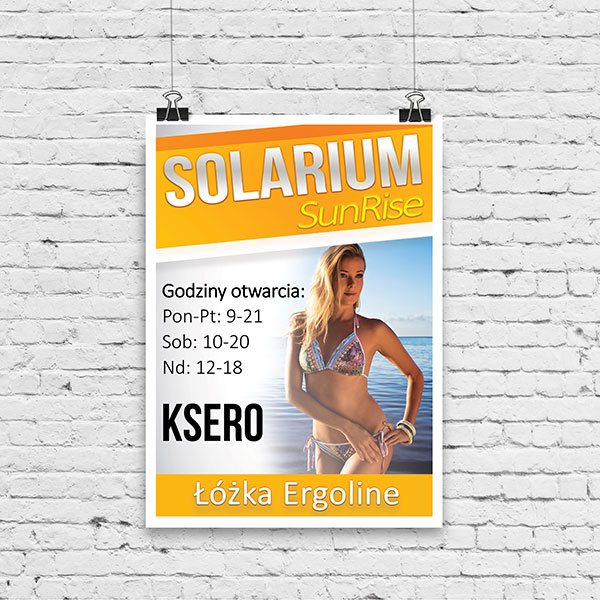 SOLARIUM
SunRise
Godziny otwarcia:
Pon-Pt: 9-21
Sob: 10-20
Nd: 12-18
KSERO
Łóżka Ergoline